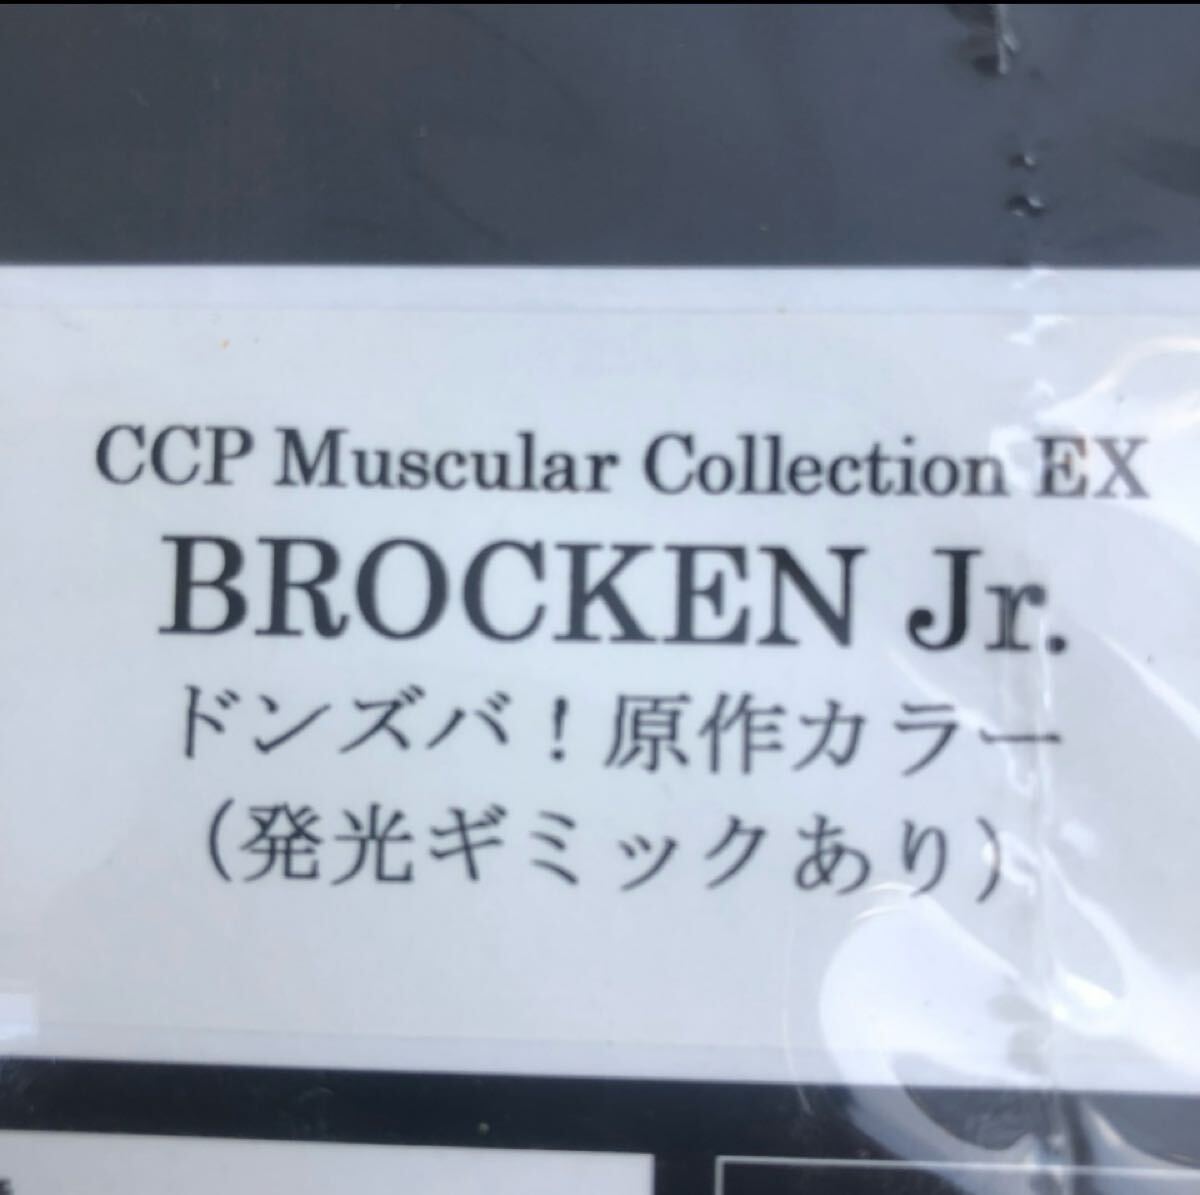 CCP Muscular Collection EX
BROCKEN Jr.
ドンズバ！原作カラー
（発光ギミックあり）